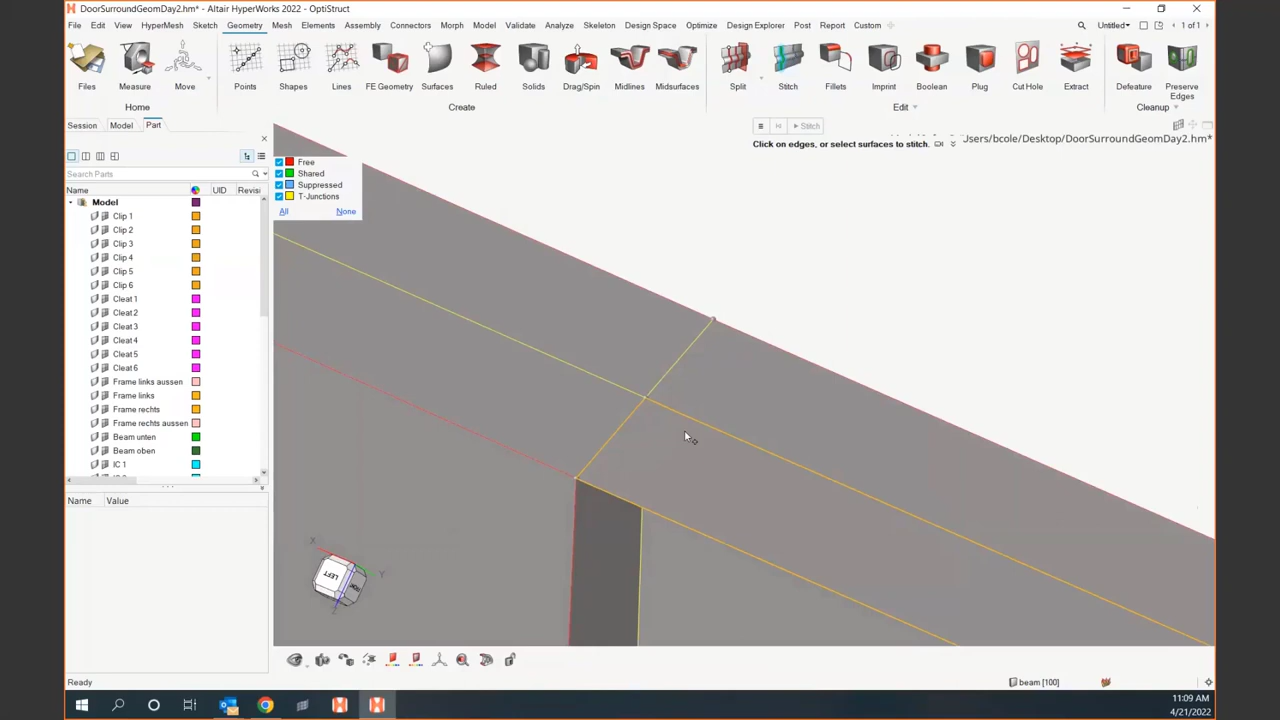 DoorSurroundGeomDay2.hm* - Altair HyperWorks 2022 - OptiStruct
File Edit View HyperMesh Sketch Geometry Mesh Elements Assembly Connectors Morph Model Validate Analyze Skeleton Design Space Optimize Design Explorer Post Report Custom Untitled* 1 of 1
Files Measure Move Points Shapes Lines FE Geometry Surfaces Ruled Solids Drag/Spin Midlines Midsurfaces Split Stitch Fillets Imprint Boolean Plug Cut Hole Extract Defeature Preserve Edges
Home Create Edit Cleanup
Session Model Part
Stitch
Users/bcole/Desktop/DoorSurroundGeomDay2.hm*
Click on edges, or select surfaces to stitch.
Free
Shared
Suppressed
T-Junctions
All None
Search Parts
Name UID Revisi
Model
Clip 1
Clip 2
Clip 3
Clip 4
Clip 5
Clip 6
Cleat 1
Cleat 2
Cleat 3
Cleat 4
Cleat 5
Cleat 6
Frame links aussen
Frame links
Frame rechts
Frame rechts aussen
Beam unten
Beam oben
IC 1
Name Value
X
Y
Z
LEFT
Ready
beam [100]
11:09 AM
4/21/2022